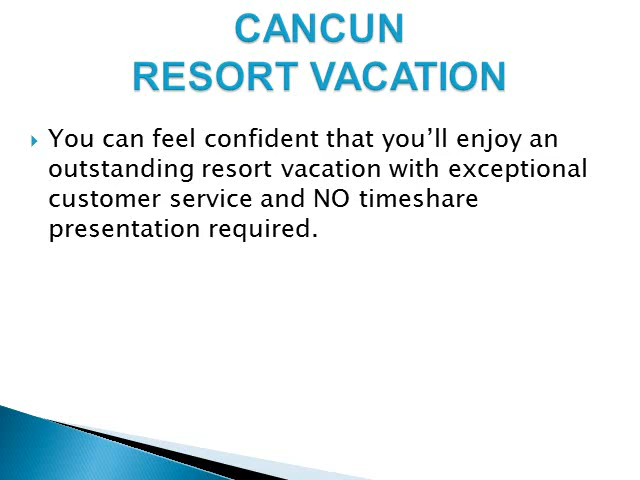 CANCUN
RESORT VACATION
You can feel confident that you’ll enjoy an
outstanding resort vacation with exceptional
customer service and NO timeshare
presentation required.